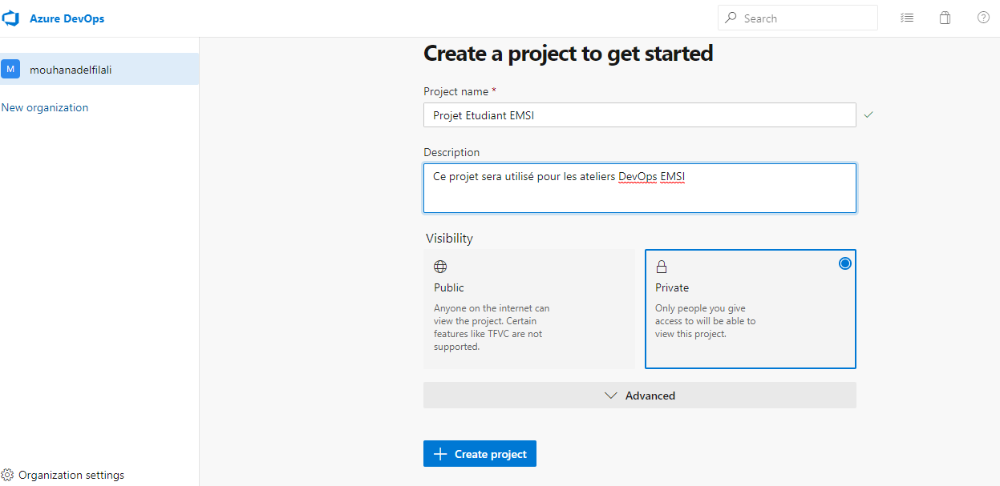 Azure DevOps
Search
M
mouhanadelfilali
New organization
Create a project to get started
Project name *
Projet Etudiant EMSI
Description
Ce projet sera utilisé pour les ateliers DevOps EMSI
Visibility
Public
Anyone on the internet can
view the project. Certain
features like TFVC are not
supported.
Private
Only people you give
access to will be able to
view this project.
Advanced
Create project
Organization settings